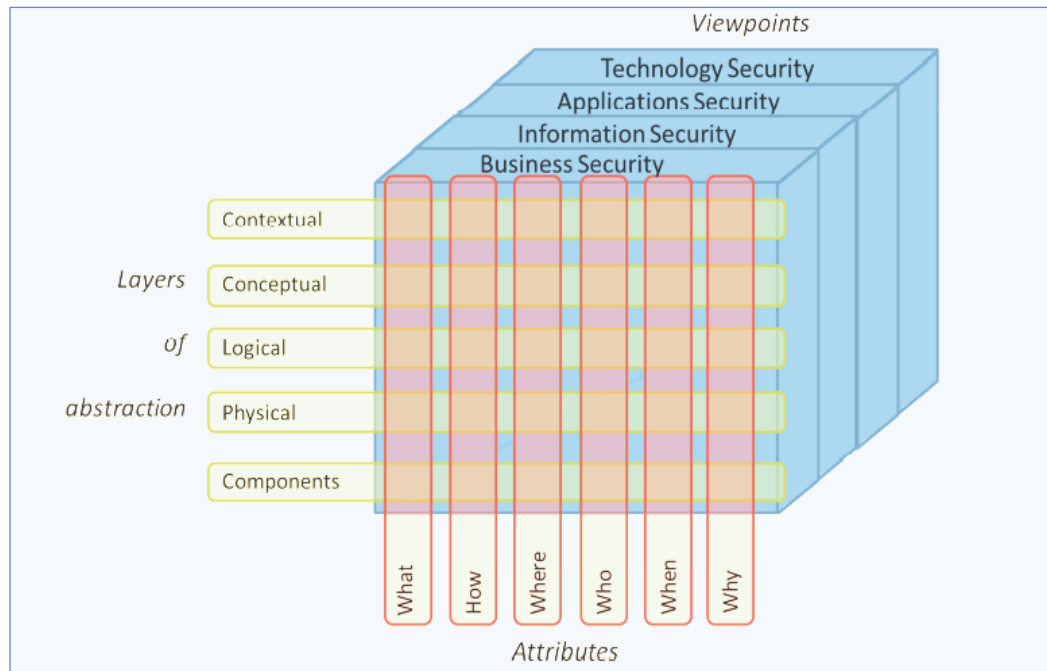 Viewpoints
Technology Security
Applications Security
Information Security
Business Security
Contextual
Layers
Conceptual
of
Logical
abstraction
Physical
Components
What
How
Where
Who
When
Why
Attributes